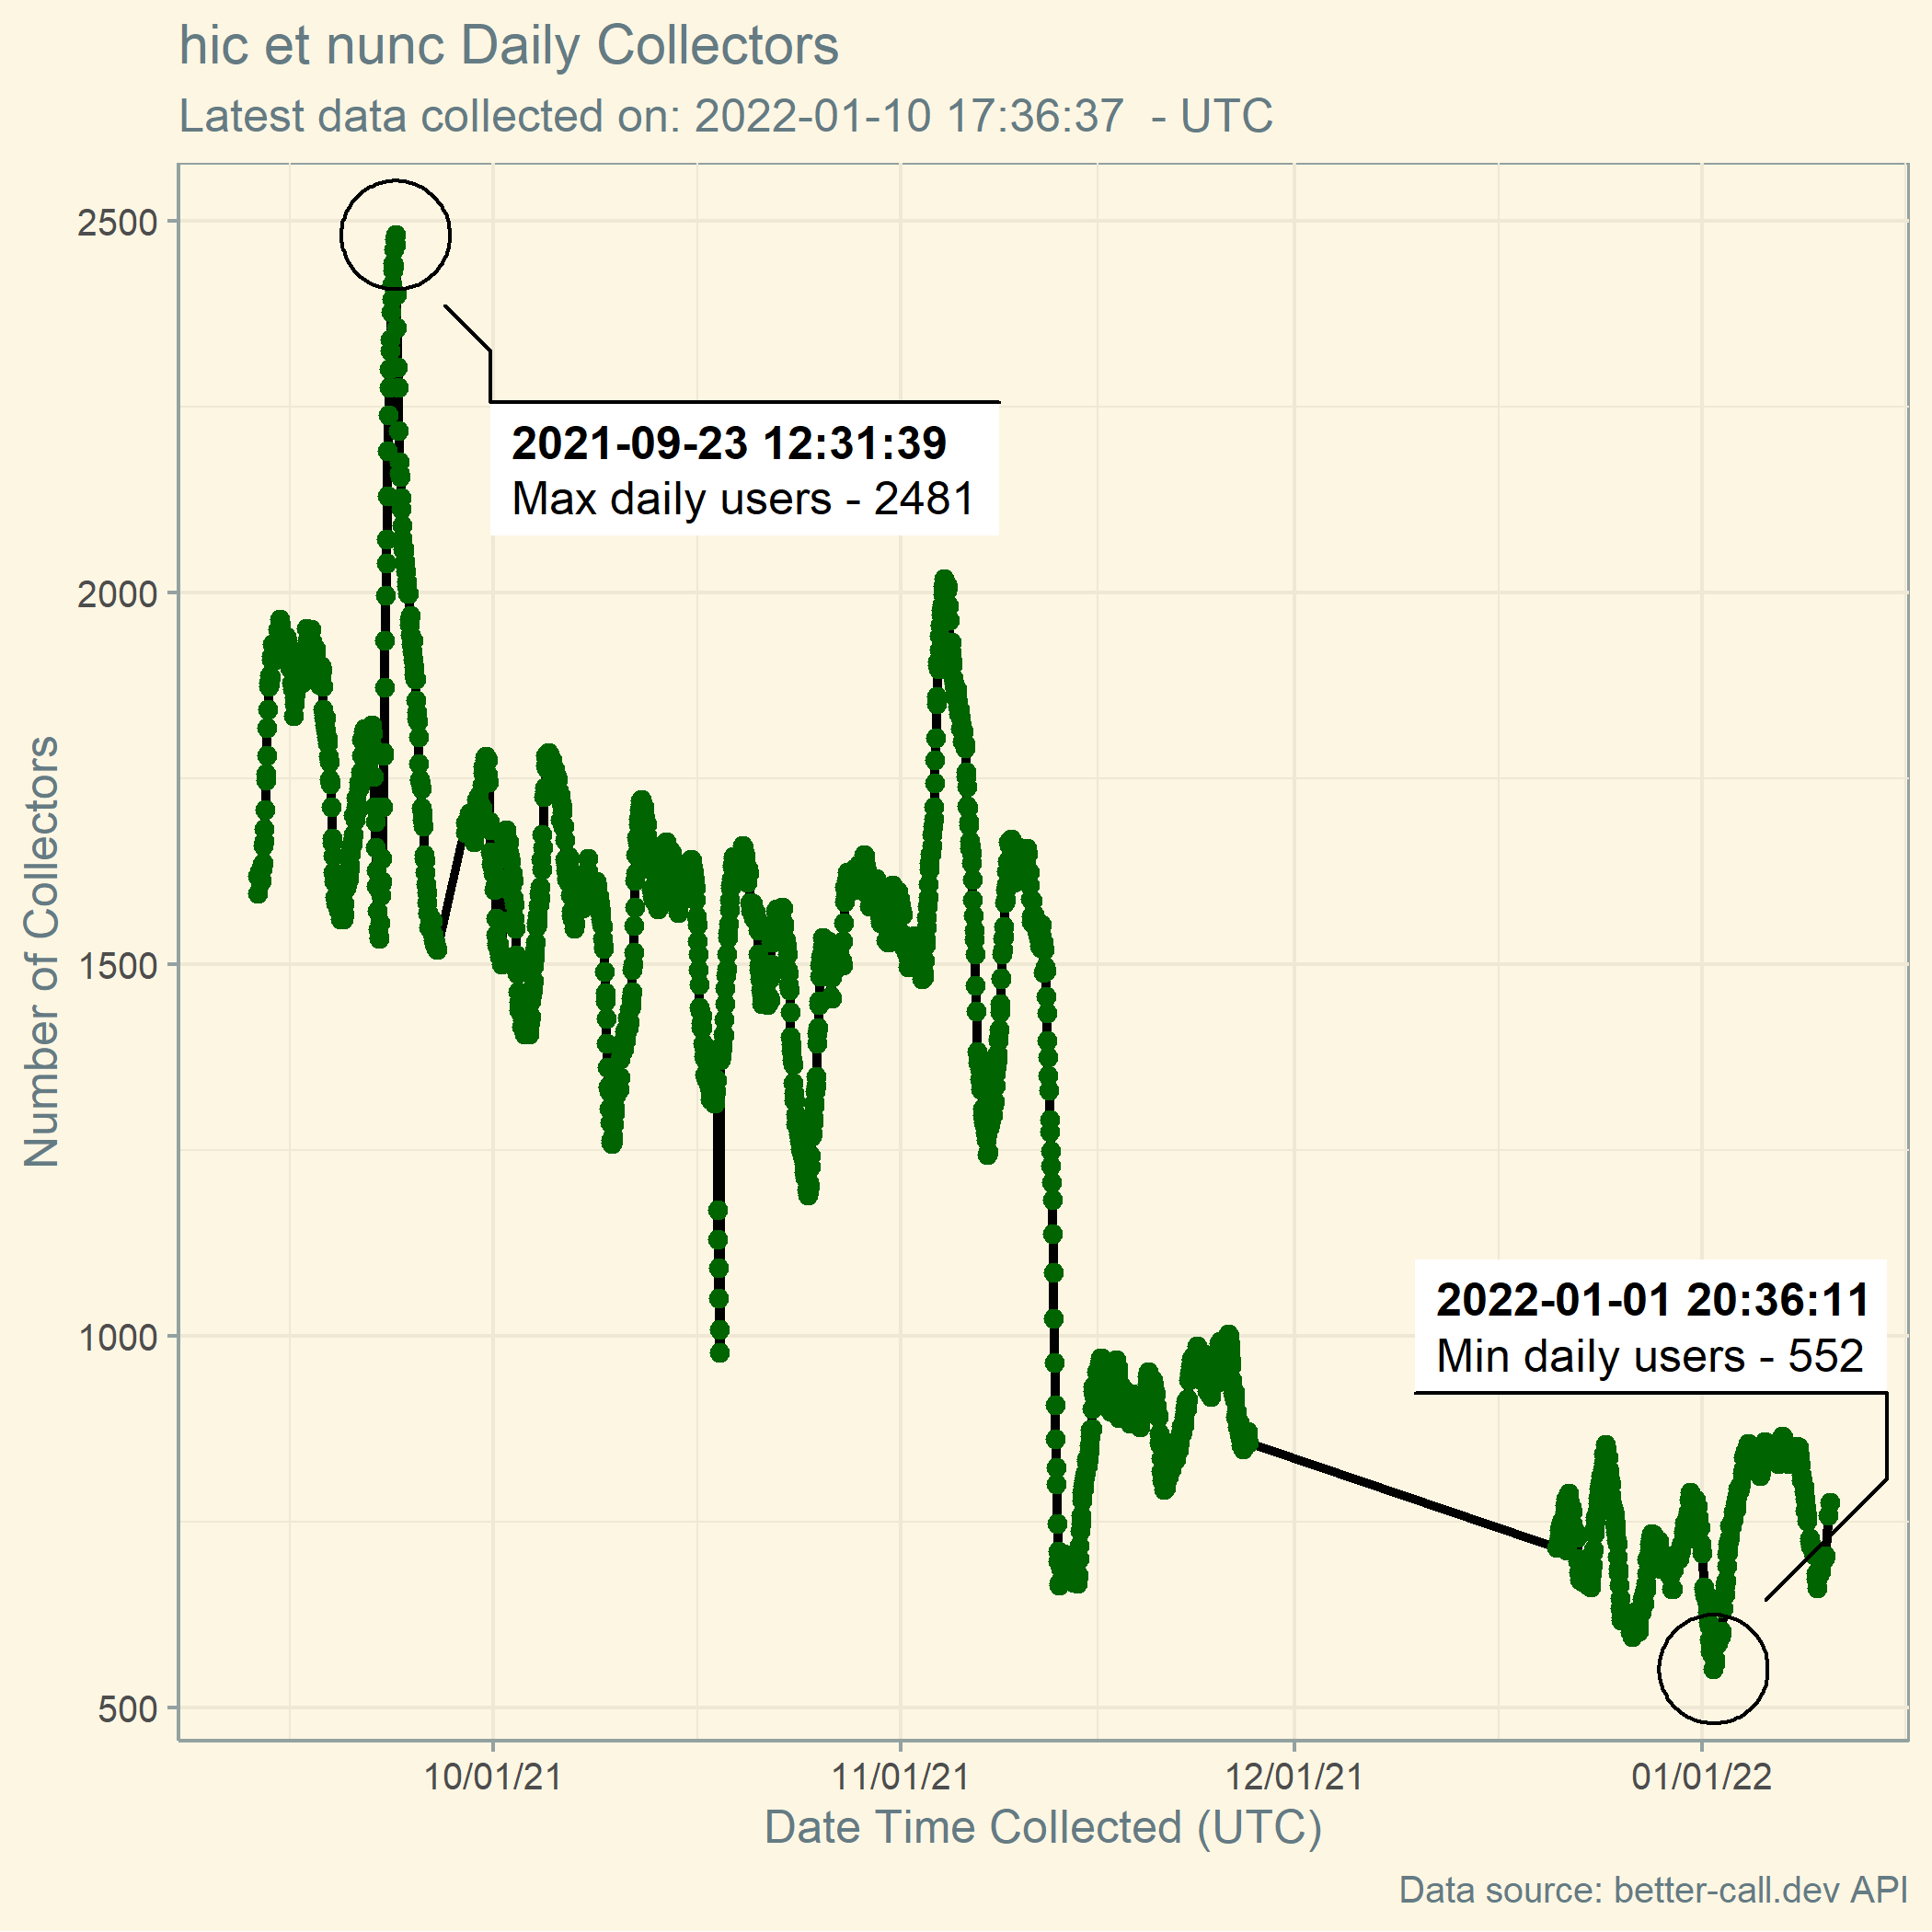 hic et nunc Daily Collectors
Latest data collected on: 2022-01-10 17:36:37  - UTC
2500
2000
1500
1000
500
Number of Collectors
2021-09-23 12:31:39
Max daily users - 2481
2022-01-01 20:36:11
Min daily users - 552
10/01/21
11/01/21
12/01/21
01/01/22
Date Time Collected (UTC)
Data source: better-call.dev API